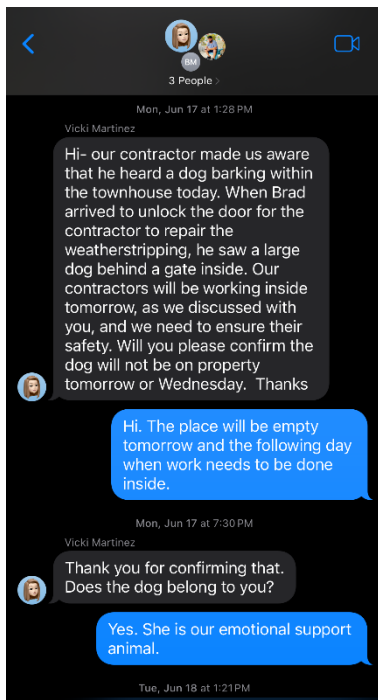 BM
3 People >
Mon, Jun 17 at 1:28 PM
Vicki Martinez
Hi- our contractor made us aware
that he heard a dog barking within
the townhouse today. When Brad
arrived to unlock the door for the
contractor to repair the
weatherstripping, he saw a large
dog behind a gate inside. Our
contractors will be working inside
tomorrow, as we discussed with
you, and we need to ensure their
safety. Will you please confirm the
dog will not be on property
tomorrow or Wednesday.  Thanks
Hi. The place will be empty
tomorrow and the following day
when work needs to be done
inside.
Mon, Jun 17 at 7:30 PM
Vicki Martinez
Thank you for confirming that.
Does the dog belong to you?
Yes. She is our emotional support
animal.
Tue, Jun 18 at 1:21 PM